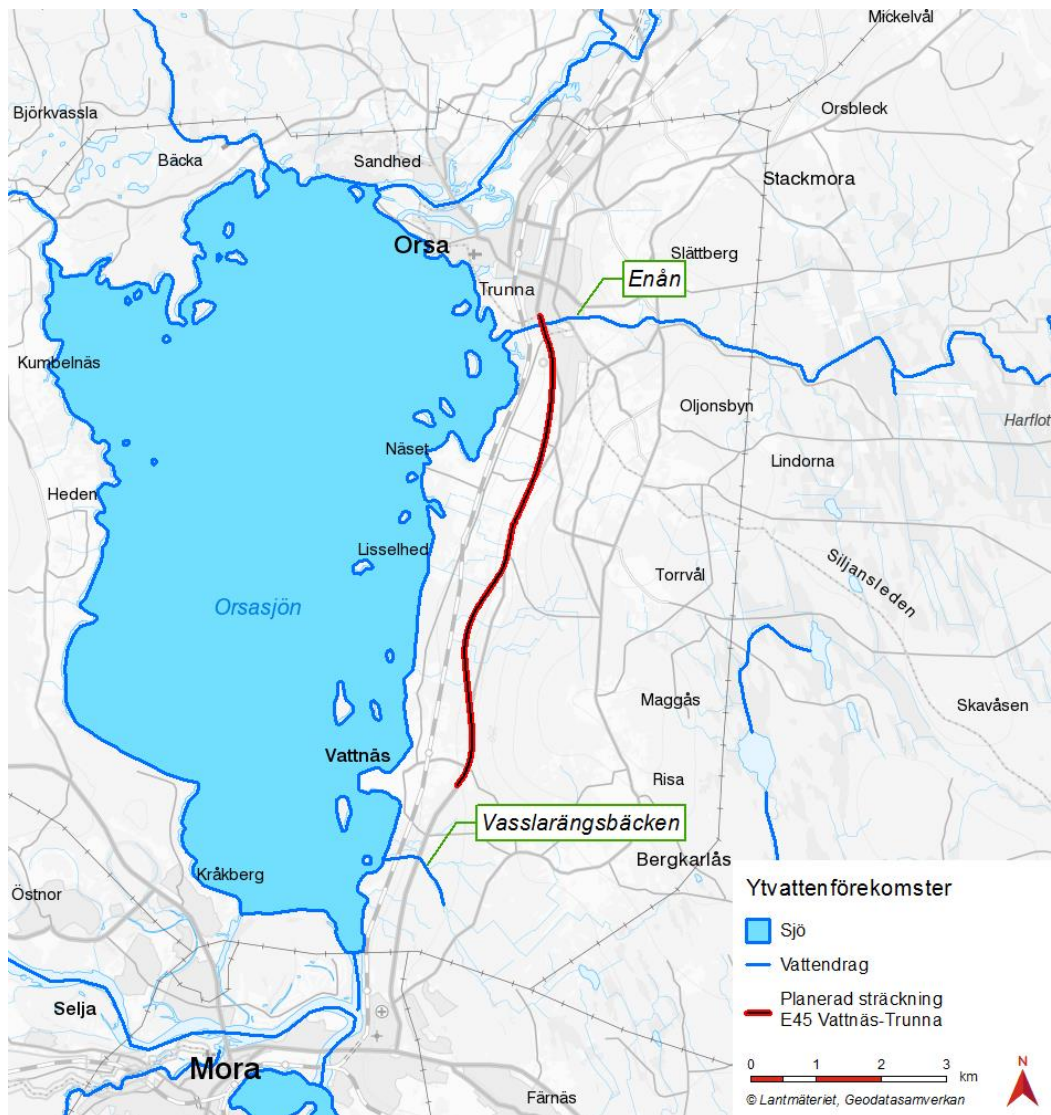 Mickelvål
Björkvassla
Orsbleck
Bäcka
Sandhed
Stackmora
Orsa
Slättberg
Enån
Trunna
Kumbelnäs
Oljonsbyn
Harflot
Näset
Lindorna
Heden
Lisselhed
Siljansleden
Torrvål
Orsasjön
Maggås
Skavåsen
Vattnäs
Risa
Vasslarängsbäcken
Bergkarlås
Kråkberg
Östnor
Ytvattenförekomster
Sjö
Vattendrag
Selja
Planerad sträckning
E45 Vattnäs-Trunna
Mora
0 1 2 3
km
N
Färnäs
© Lantmäteriet, Geodatasamverkan